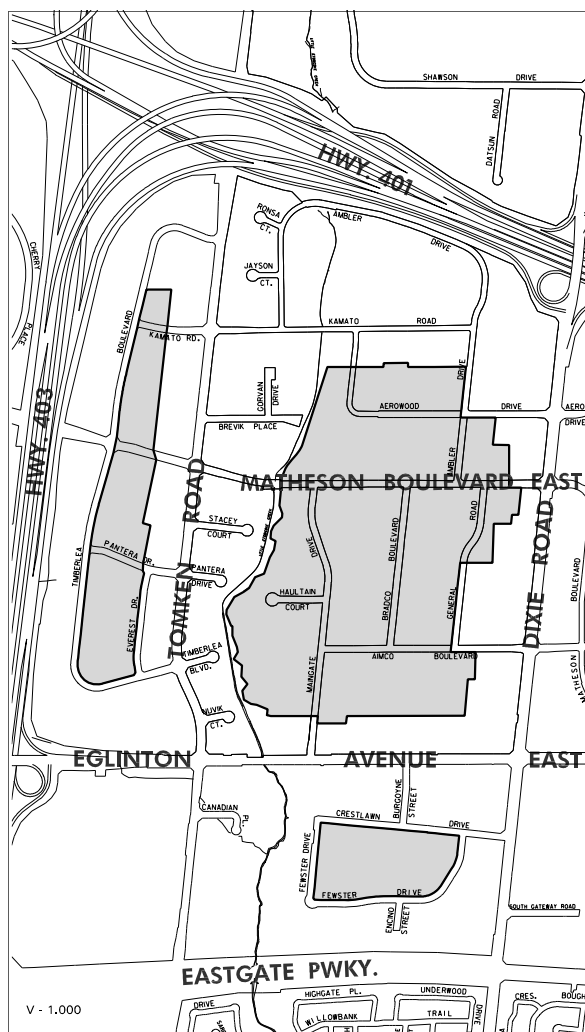 SHAWSON DRIVE
DATSUN ROAD
HWY. 401
RONSA CT.
AMBLER DRIVE
JAYSON CT.
CHERRY PLACE
BOULEVARD
KAMATO ROAD
KAMATO RD.
GORVAN DRIVE
DRIVE
AEROWOOD DRIVE
AERO
DRIVE
BREVIK PLACE
HWY. 403
AMBLER
MATHESON BOULEVARD EAST
ROAD
STACEY COURT
DRIVE
BOULEVARD
ROAD
DIXIE ROAD
PANTERA DR.
PANTERA DRIVE
TIMBERLEA
HAULTAIN COURT
BRADCO
GENERAL
BOULEVARD
EVEREST DR.
TOMKEN
TIMBERLEA BLVD.
MAINGATE
AIMCO BOULEVARD
MATHESON
NUVIK CT.
EGLINTON AVENUE EAST
CANADIAN PL.
BURGOYNE STREET
CRESTLAWN DRIVE
FEWSTER DRIVE
FEWSTER DRIVE
ENCINO STREET
SOUTH GATEWAY ROAD
EASTGATE PWKY.
HIGHGATE PL.
UNDERWOOD
DRIVE
CRES.
BOUGH
V - 1.000
DRIVE
WILLOWBANK
TRAIL